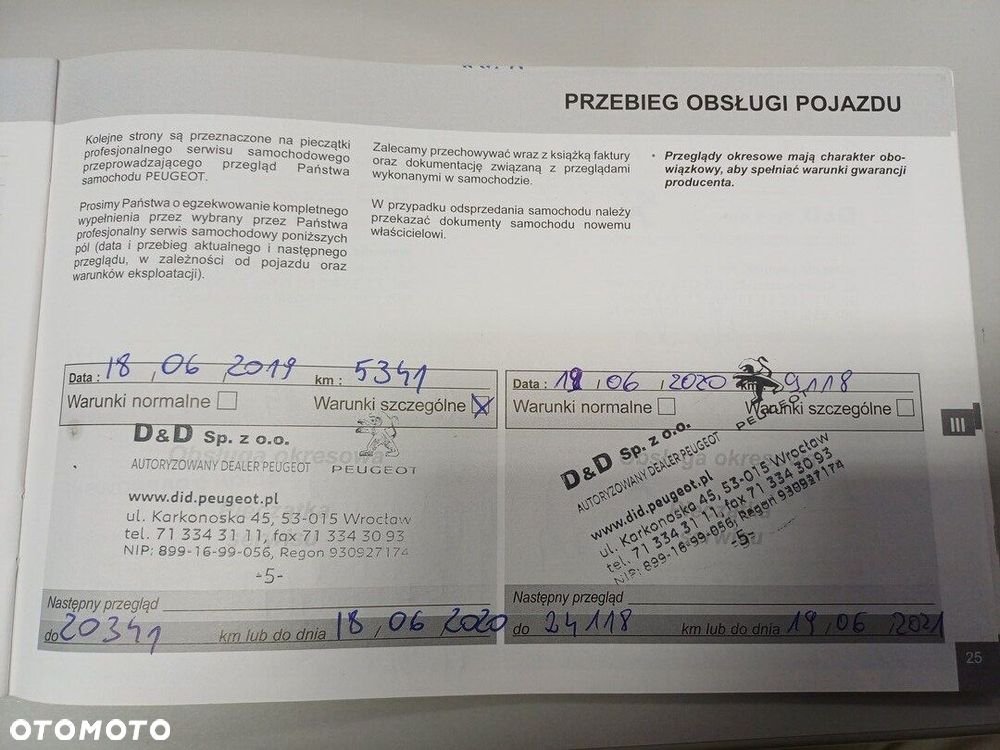 PRZEBIEG OBSŁUGI POJAZDU
Kolejne strony są przeznaczone na pieczątki
profesjonalnego serwisu samochodowego
przeprowadzającego przegląd Państwa
samochodu PEUGEOT.
Prosimy Państwa o egzekwowanie kompletnego
wypełnienia przez wybrany przez Państwa
profesjonalny serwis samochodowy poniższych
pól (data i przebieg aktualnego i następnego
przeglądu, w zależności od pojazdu oraz
warunków eksploatacji).
Zalecamy przechowywać wraz z książką faktury
oraz dokumentację związaną z przeglądami
wykonanymi w samochodzie.
W przypadku odsprzedania samochodu należy
przekazać dokumenty samochodu nowemu
właścicielowi.
• Przeglądy okresowe mają charakter obo-
wiązkowy, aby spełniać warunki gwarancji
producenta.
Data : 18 , 06 , 2019 km : 5341
Warunki normalne Warunki szczególne X
Obsługa okresowa
D&D Sp. z o.o.
AUTORYZOWANY DEALER PEUGEOT
PEUGEOT
www.did.peugeot.pl
ul. Karkonoska 45, 53-015 Wrocław
tel. 71 334 31 11, fax 71 334 30 93
NIP: 899-16-99-056, Regon 930927174
-5-
Następny przegląd
do 20341 km lub do dnia 18 , 06 , 2020
Data : 19 , 06 , 2020 km : 9118
Warunki normalne Warunki szczególne
Obsługa okresowa
PEUGEOT
D&D Sp. z o.o.
AUTORYZOWANY DEALER PEUGEOT
www.did.peugeot.pl
ul. Karkonoska 45, 53-015 Wrocław
tel. 71 334 31 11, fax 71 334 30 93
NIP: 899-16-99-056, Regon 930927174
-5-
Następny przegląd
do 24118 km lub do dnia 19 , 06 , 2021
III
25
OTOMOTO